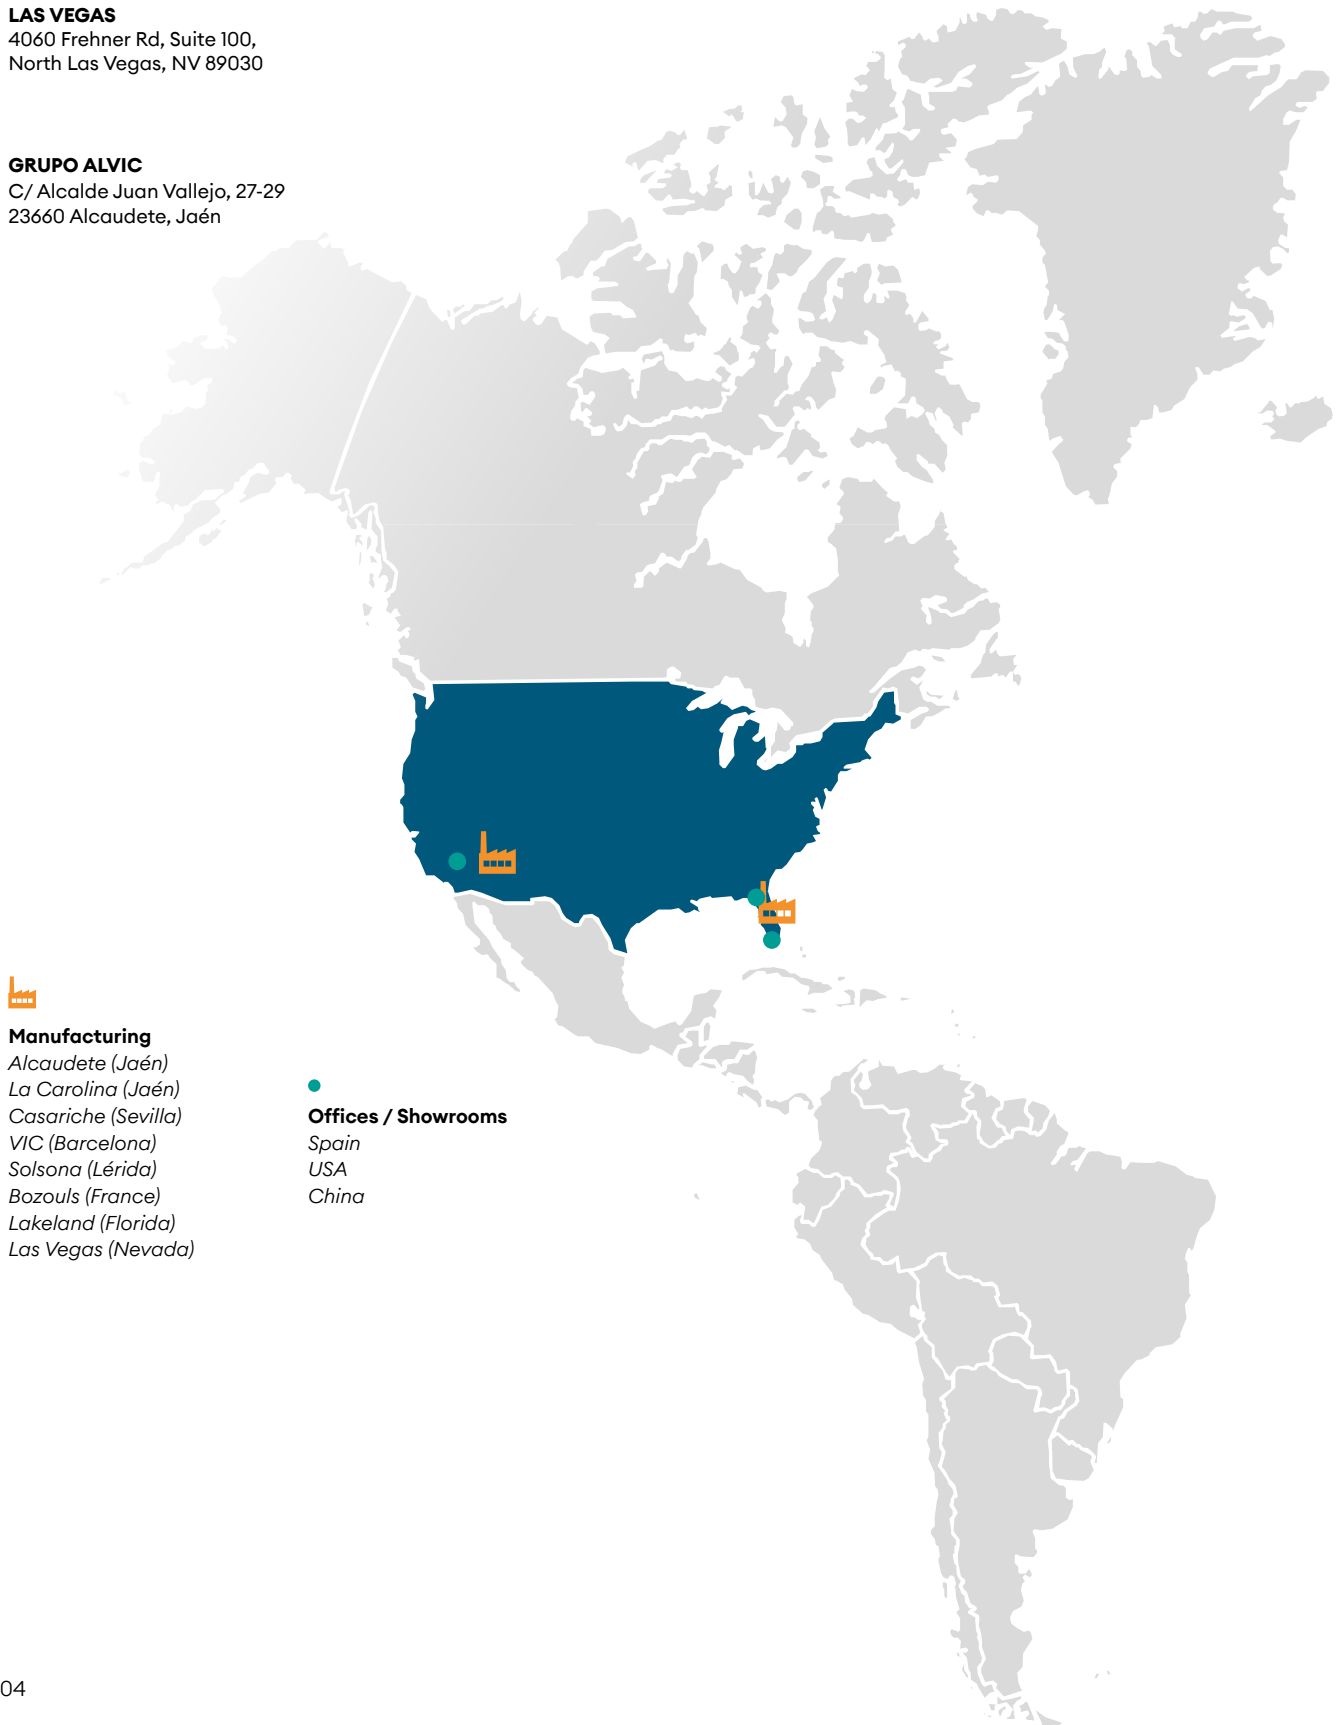 LAS VEGAS
4060 Frehner Rd, Suite 100,
North Las Vegas, NV 89030
GRUPO ALVIC
C/ Alcalde Juan Vallejo, 27-29
23660 Alcaudete, Jaén
Manufacturing
Alcaudete (Jaén)
La Carolina (Jaén)
Casariche (Sevilla)
VIC (Barcelona)
Solsona (Lérida)
Bozouls (France)
Lakeland (Florida)
Las Vegas (Nevada)
Offices / Showrooms
Spain
USA
China
04